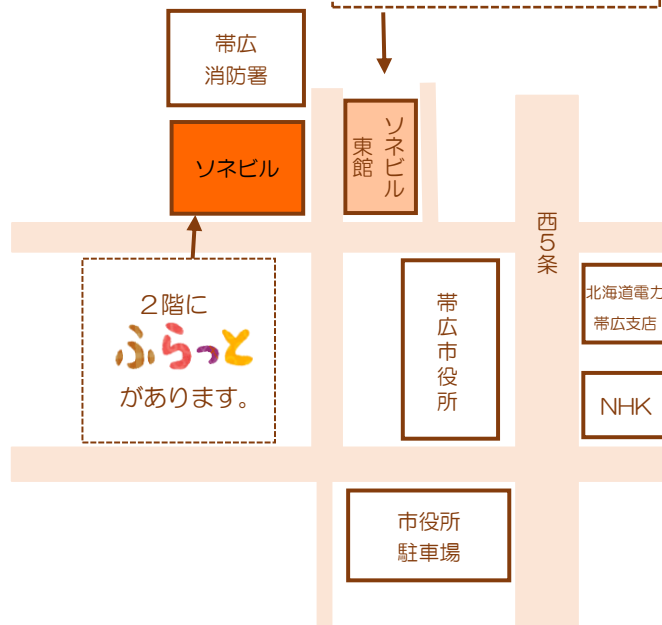 帯広
消防署
ソネビル
ソネビル
東館
西5条
2階に
ふらっと
があります。
帯広市役所
北海道電力
帯広支店
NHK
市役所
駐車場